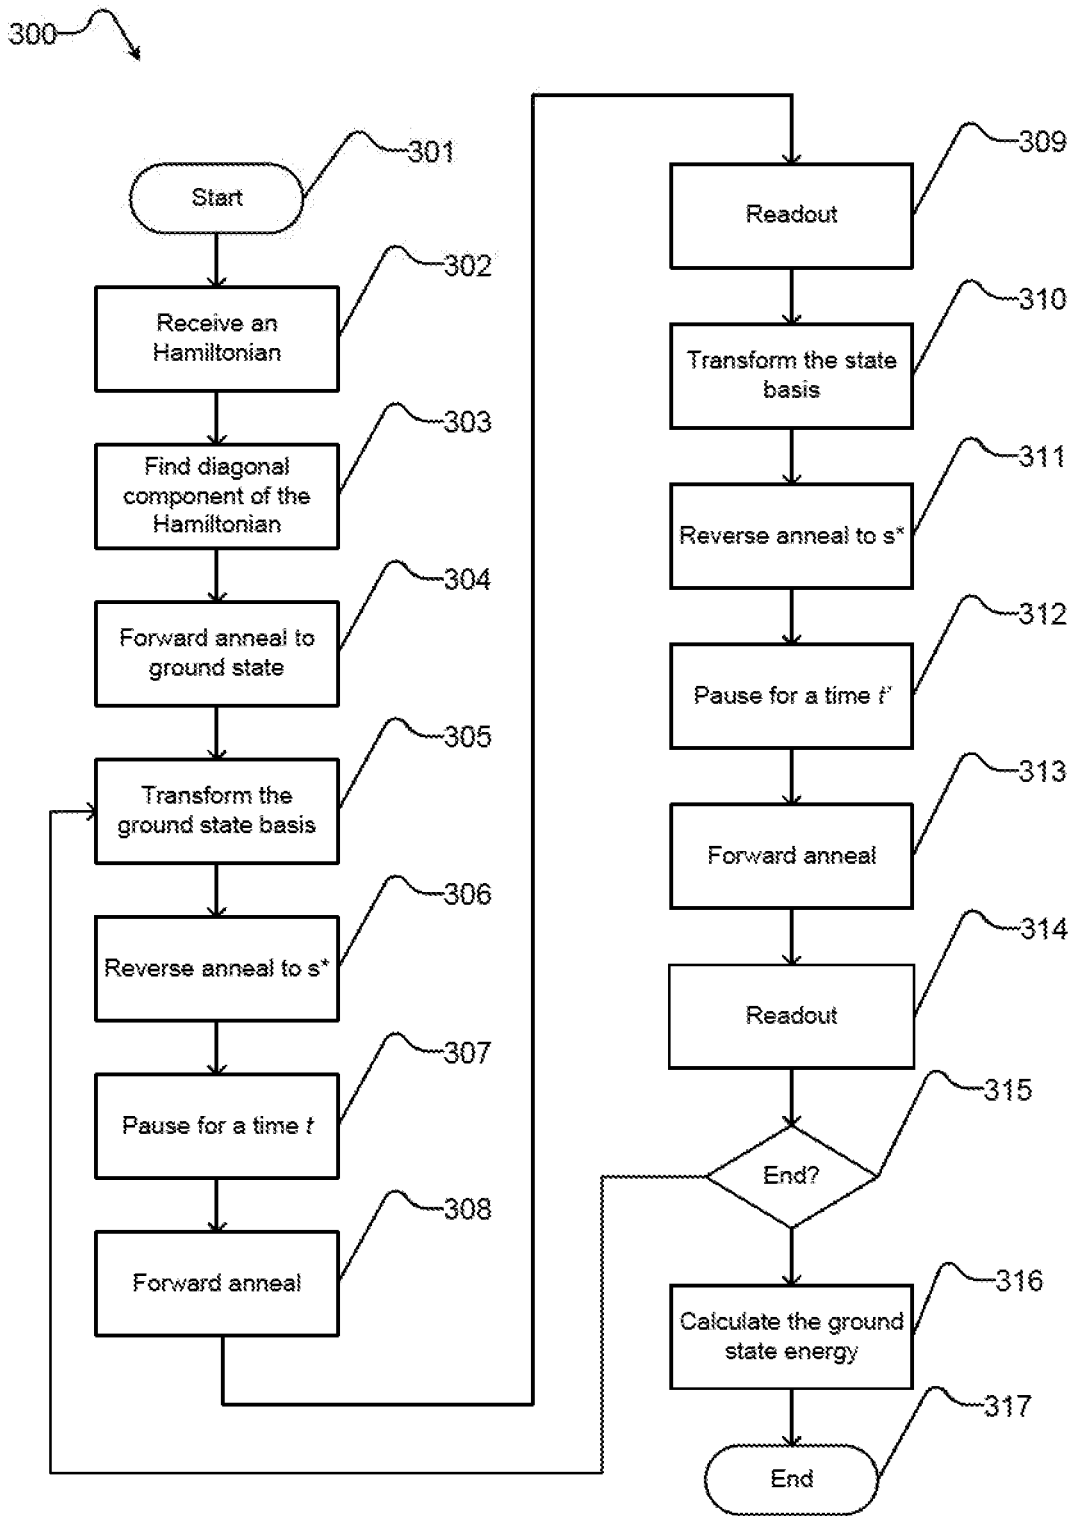 300
301
Start
302
Receive an
Hamiltonian
303
Find diagonal
component of the
Hamiltonian
304
Forward anneal to
ground state
305
Transform the
ground state basis
306
Reverse anneal to s*
307
Pause for a time t
308
Forward anneal
309
Readout
310
Transform the state
basis
311
Reverse anneal to s*
312
Pause for a time t*
313
Forward anneal
314
Readout
315
End?
316
Calculate the ground
state energy
317
End